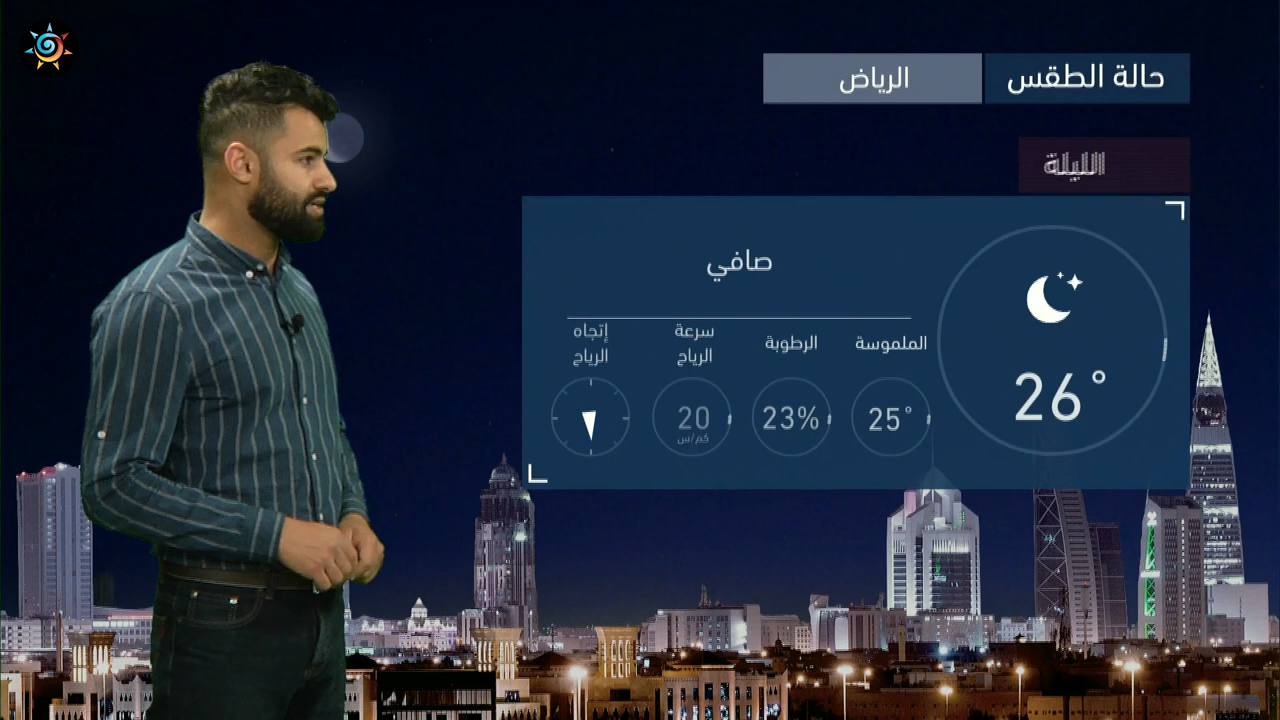 حالة الطقس
الرياض
الليلة
صافي
26°
الملموسة
25°
الرطوبة
23%
سرعة
الرياح
20
كم/س
إتجاه
الرياح